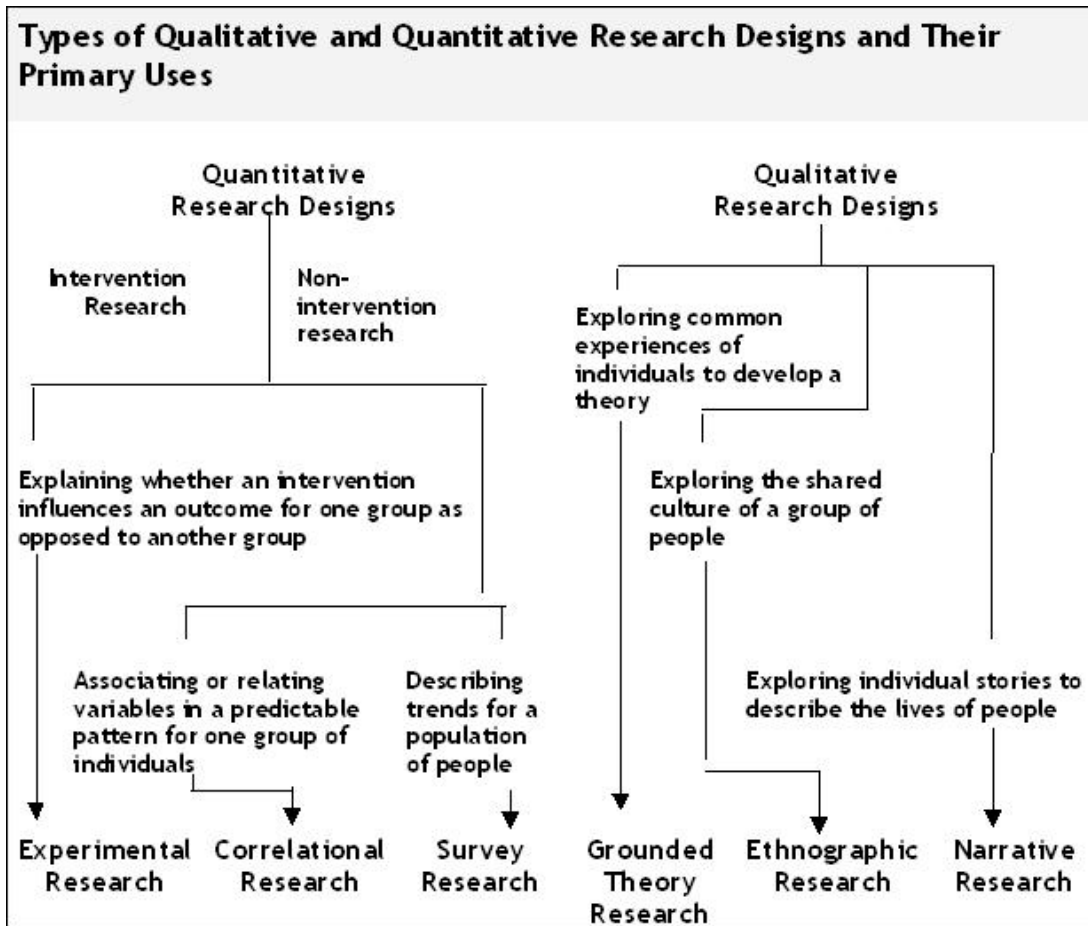 Types of Qualitative and Quantitative Research Designs and Their
Primary Uses
Quantitative
Research Designs
Intervention
Research
Non-
intervention
research
Explaining whether an intervention
influences an outcome for one group as
opposed to another group
Associating or relating
variables in a predictable
pattern for one group of
individuals
Describing
trends for a
population
of people
Experimental
Research
Correlational
Research
Survey
Research
Qualitative
Research Designs
Exploring common
experiences of
individuals to develop a
theory
Exploring the shared
culture of a group of
people
Exploring individual stories to
describe the lives of people
Grounded
Theory
Research
Ethnographic
Research
Narrative
Research